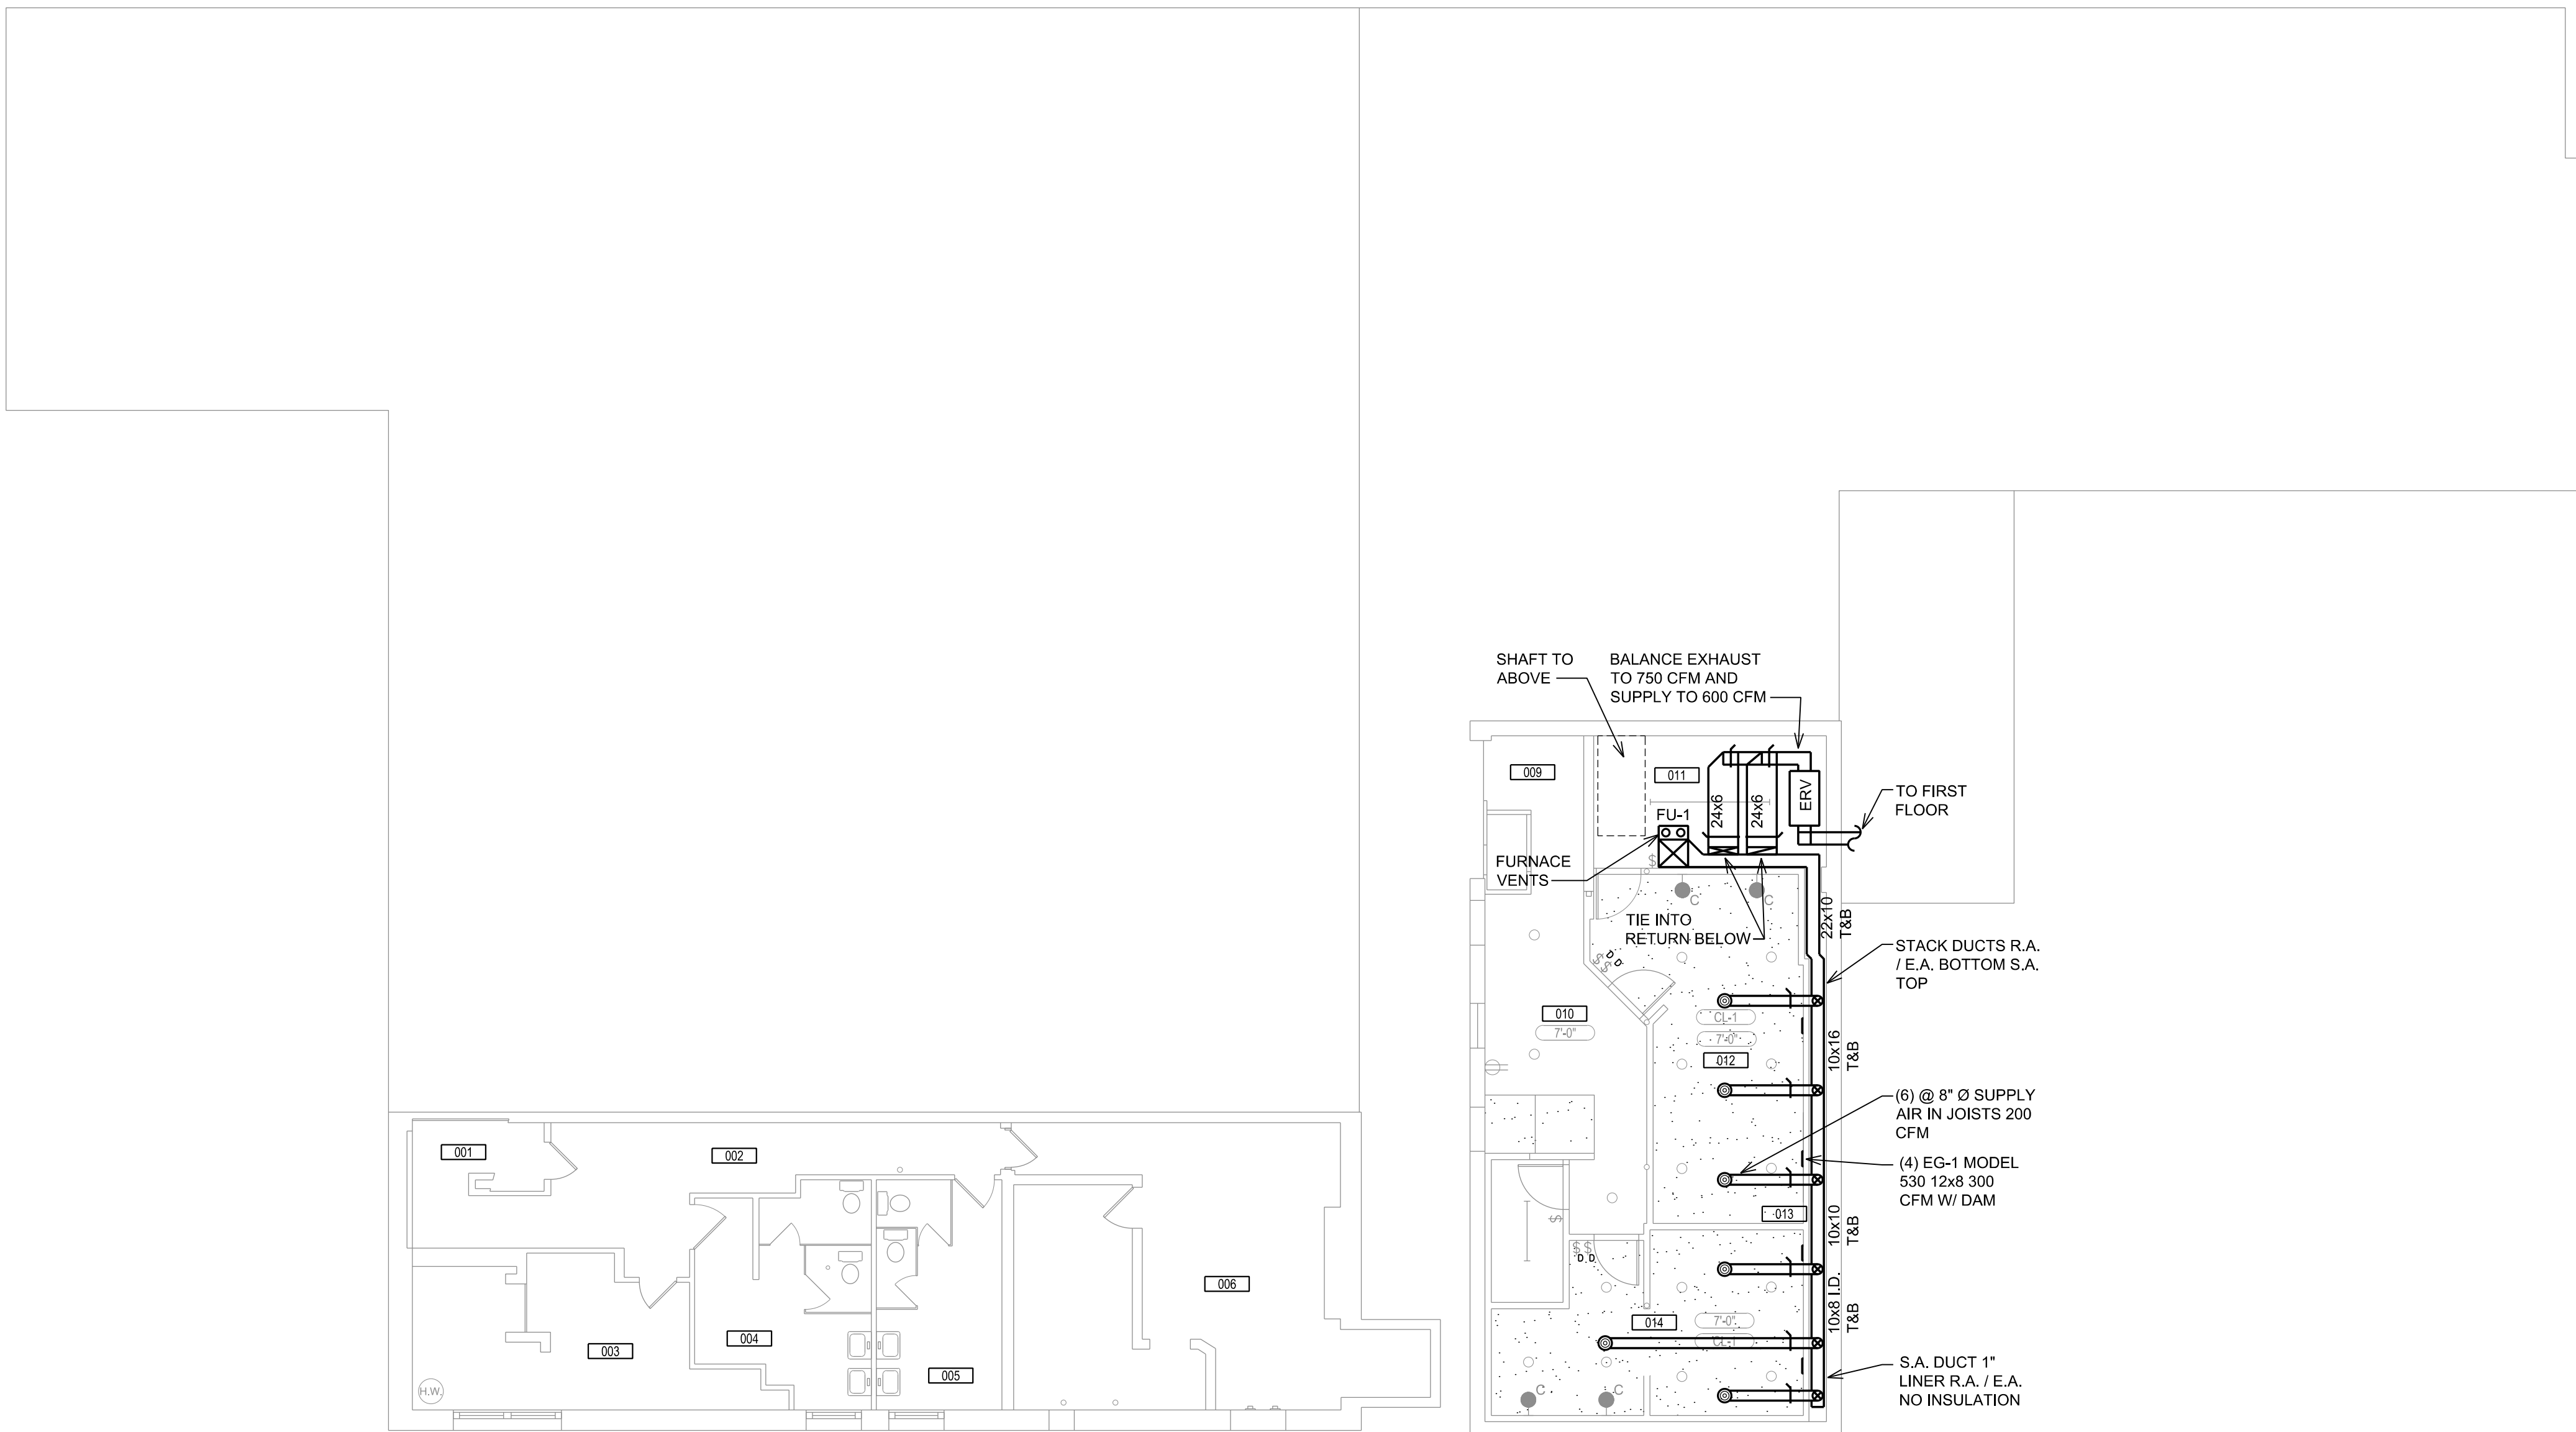 SHAFT TO
ABOVE
BALANCE EXHAUST
TO 750 CFM AND
SUPPLY TO 600 CFM
009
011
24x6
24x6
ERV
TO FIRST
FLOOR
FU-1
FURNACE
VENTS
$
C
C
TIE INTO
RETURN BELOW
22x10
T&B
STACK DUCTS R.A.
/ E.A. BOTTOM S.A.
TOP
$
$
D
D
010
7'-0"
CL-1
7'-0"
012
10x16
T&B
(6) @ 8" Ø SUPPLY
AIR IN JOISTS 200
CFM
(4) EG-1 MODEL
530 12x8 300
CFM W/ DAM
013
$
10x10
T&B
$ $
D D
10x8 I.D.
T&B
014
7'-0"
CL-1
C
C
S.A. DUCT 1"
LINER R.A. / E.A.
NO INSULATION
001
002
003
004
005
006
H.W.